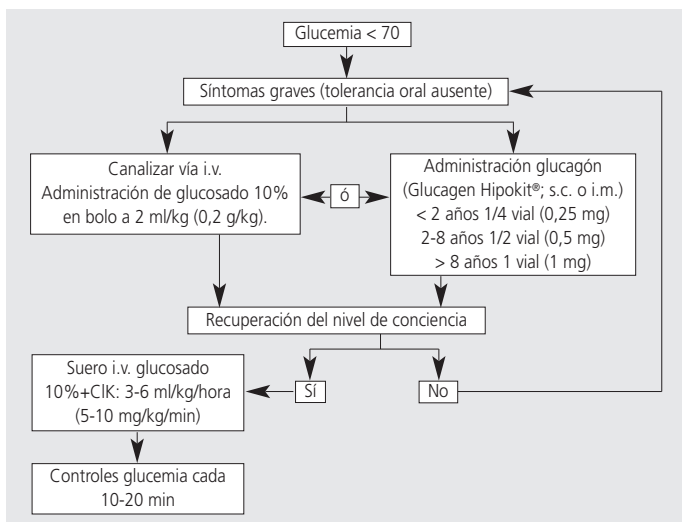 Glucemia < 70
Síntomas graves (tolerancia oral ausente)
Canalizar vía i.v.
Administración de glucosado 10%
en bolo a 2 ml/kg (0,2 g/kg).
ó
Administración glucagón
(Glucagen Hipokit®; s.c. o i.m.)
< 2 años 1/4 vial (0,25 mg)
2-8 años 1/2 vial (0,5 mg)
> 8 años 1 vial (1 mg)
Recuperación del nivel de conciencia
Sí
No
Suero i.v. glucosado
10%+ClK: 3-6 ml/kg/hora
(5-10 mg/kg/min)
Controles glucemia cada
10-20 min